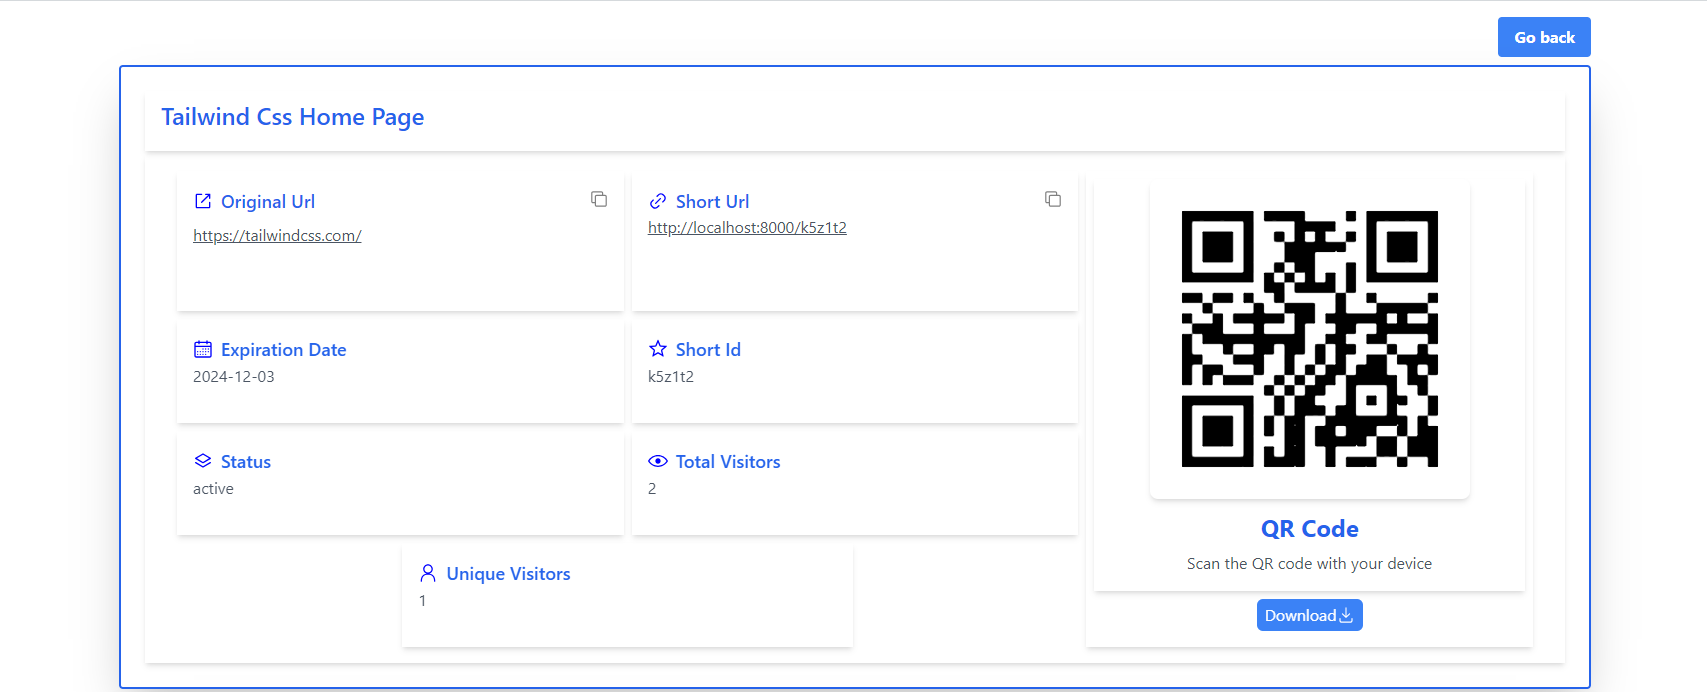 Go back
Tailwind Css Home Page
Original Url
https://tailwindcss.com/
Short Url
http://localhost:8000/k5z1t2
Expiration Date
2024-12-03
Short Id
k5z1t2
Status
active
Total Visitors
2
Unique Visitors
1
QR Code
Scan the QR code with your device
Download